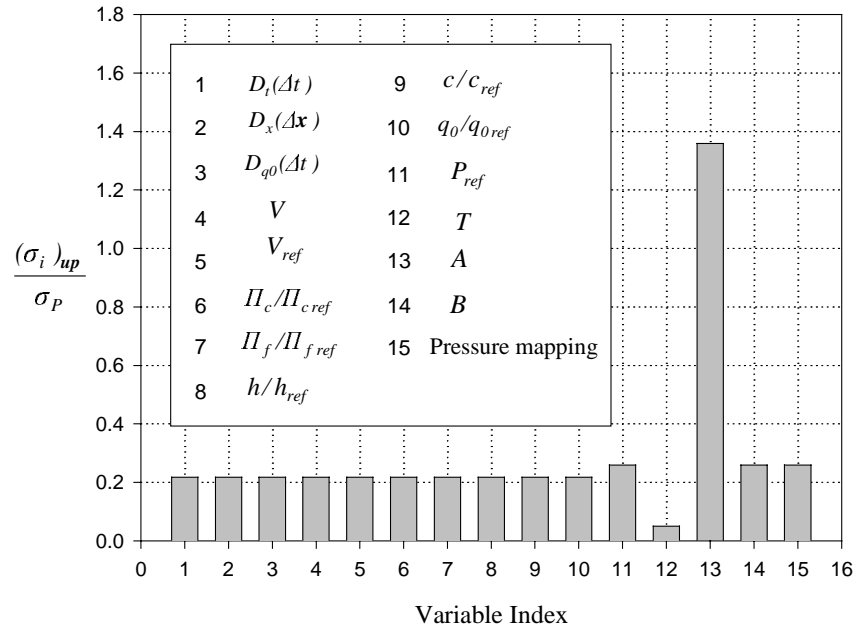 1.8
1.6
1.4
1.2
1.0
0.8
0.6
0.4
0.2
0.0
(σi)up
σP
1 Dt(Δt)
2 Dx(Δx)
3 Dq0(Δt)
4 V
5 Vref
6 Πc/Πc ref
7 Πf/Πf ref
8 h/href
9 c/cref
10 q0/q0 ref
11 Pref
12 T
13 A
14 B
15 Pressure mapping
0 1 2 3 4 5 6 7 8 9 10 11 12 13 14 15 16
Variable Index